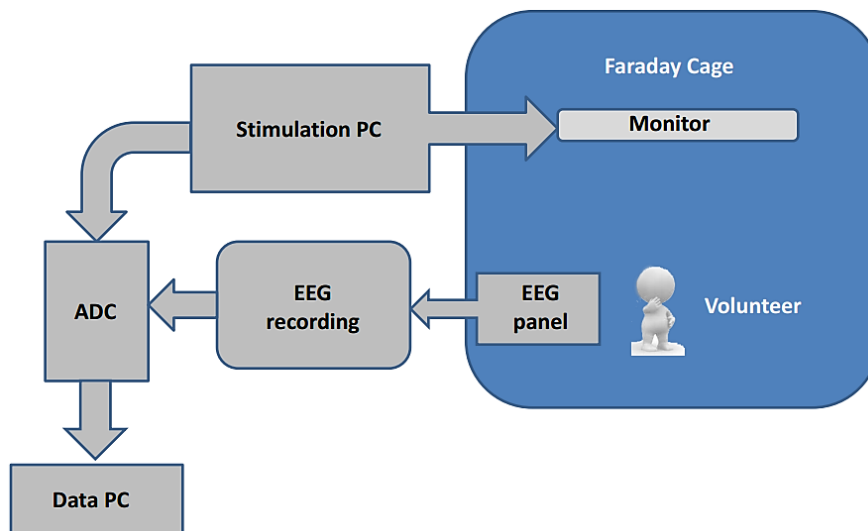 Faraday Cage
Stimulation PC
Monitor
ADC
EEG
recording
EEG
panel
Volunteer
Data PC